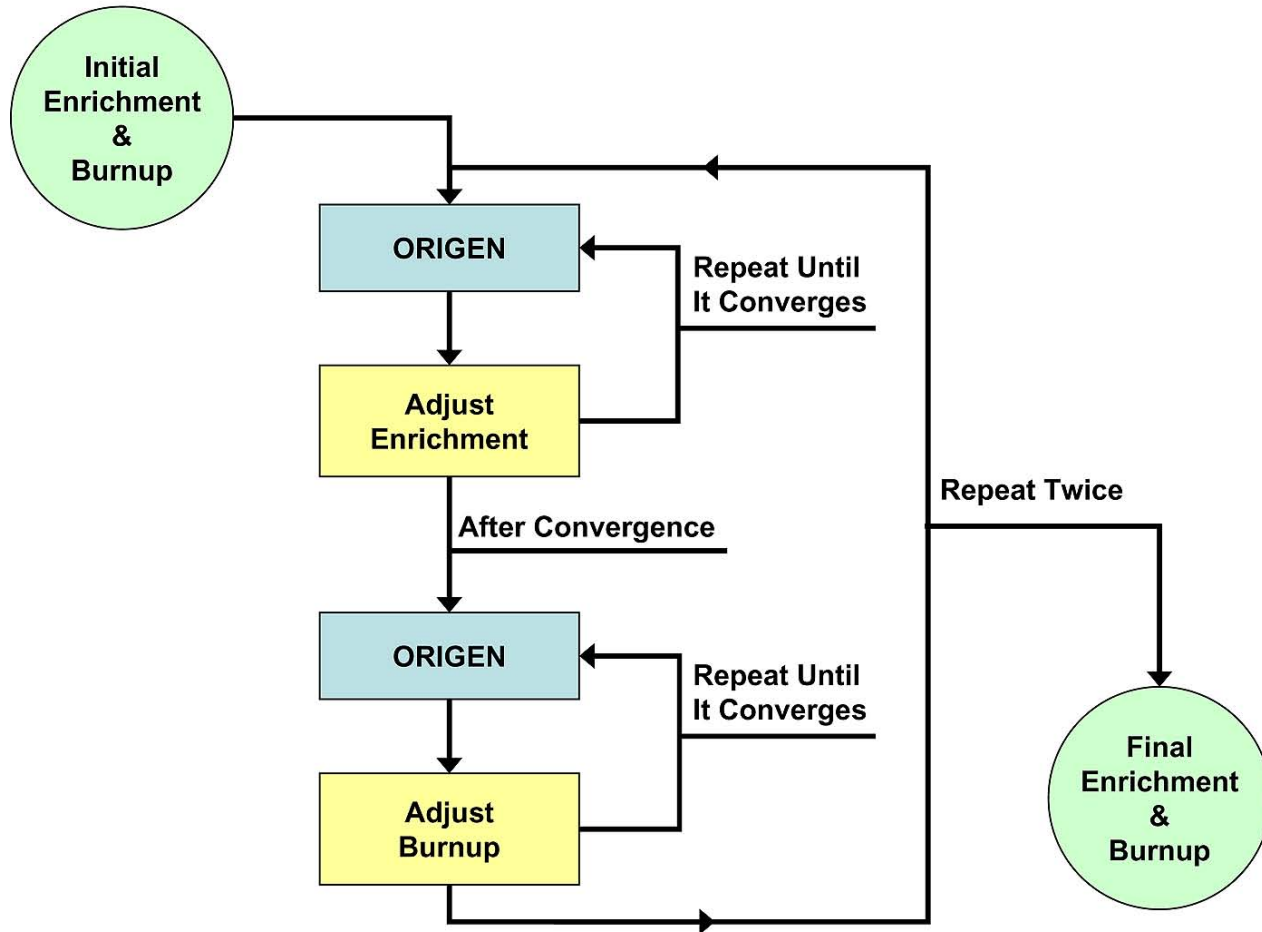 Initial
Enrichment
&
Burnup
ORIGEN
Repeat Until
It Converges
Adjust
Enrichment
Repeat Twice
After Convergence
ORIGEN
Repeat Until
It Converges
Adjust
Burnup
Final
Enrichment
&
Burnup